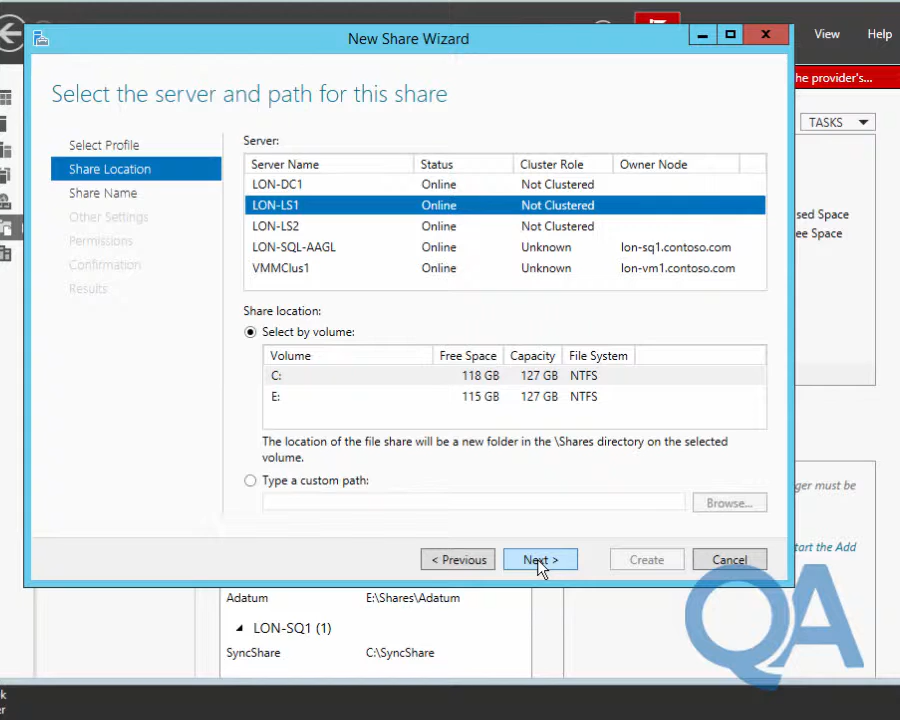 New Share Wizard
View Help
he provider's...
Select the server and path for this share
TASKS
Select Profile
Share Location
Share Name
Other Settings
Permissions
Confirmation
Results
Server:
Server Name Status Cluster Role Owner Node
LON-DC1 Online Not Clustered
LON-LS1 Online Not Clustered
LON-LS2 Online Not Clustered
LON-SQL-AAGL Online Unknown lon-sq1.contoso.com
VMMClus1 Online Unknown lon-vm1.contoso.com
sed Space
ee Space
Share location:
Select by volume:
Volume Free Space Capacity File System
C: 118 GB 127 GB NTFS
E: 115 GB 127 GB NTFS
The location of the file share will be a new folder in the \Shares directory on the selected
volume.
Type a custom path:
Browse...
ger must be
tart the Add
< Previous Next > Create Cancel
Adatum E:\Shares\Adatum
LON-SQ1 (1)
SyncShare C:\SyncShare
QA
k
er